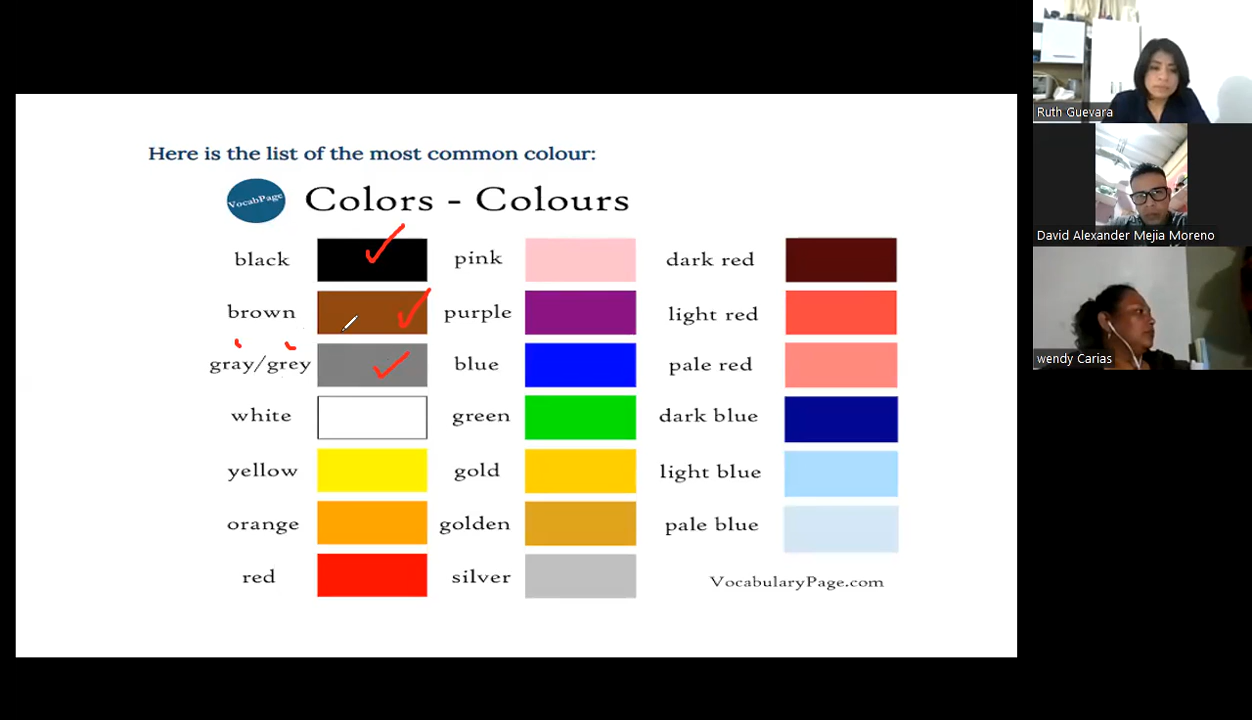 Here is the list of the most common colour:
VocabPage
Colors - Colours
black
pink
dark red
brown
purple
light red
gray/grey
blue
pale red
white
green
dark blue
yellow
gold
light blue
orange
golden
pale blue
red
silver
VocabularyPage.com
Ruth Guevara
David Alexander Mejia Moreno
wendy Carias